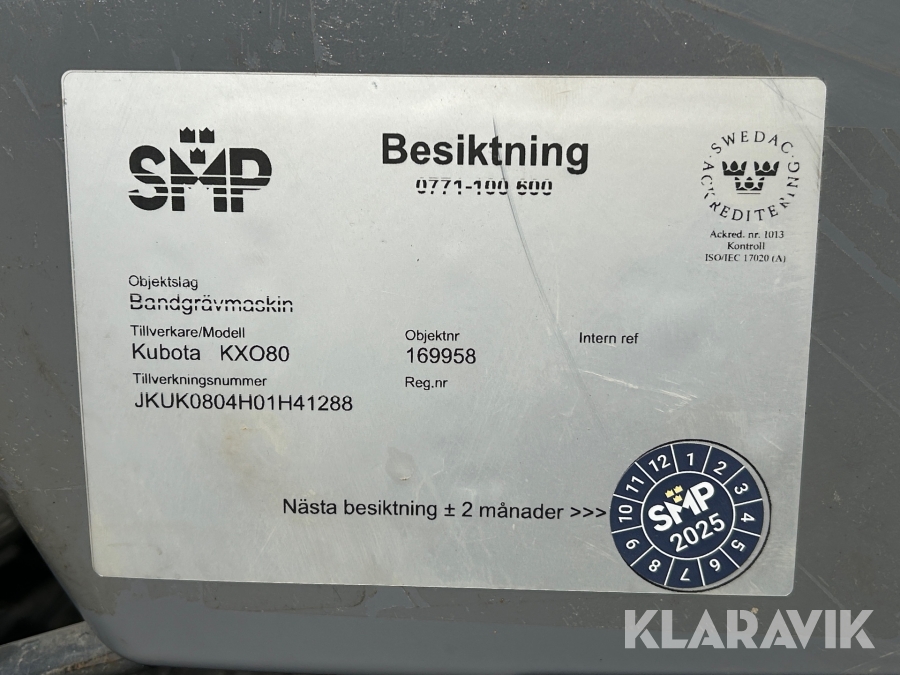 SMP
Besiktning
0771-100 600
SWEDAC
ACKREDITERING
Ackred. nr. 1013
Kontroll
ISO/IEC 17020 (A)
Objektslag
Bandgrävmaskin
Tillverkare/Modell
Kubota KXO80
Objektnr
169958
Intern ref
Tillverkningsnummer
JKUK0804H01H41288
Reg.nr
Nästa besiktning ± 2 månader >>>
1 2 3 4 5 6 7 8 9 10 11 12
SMP
2025
KLARAVIK